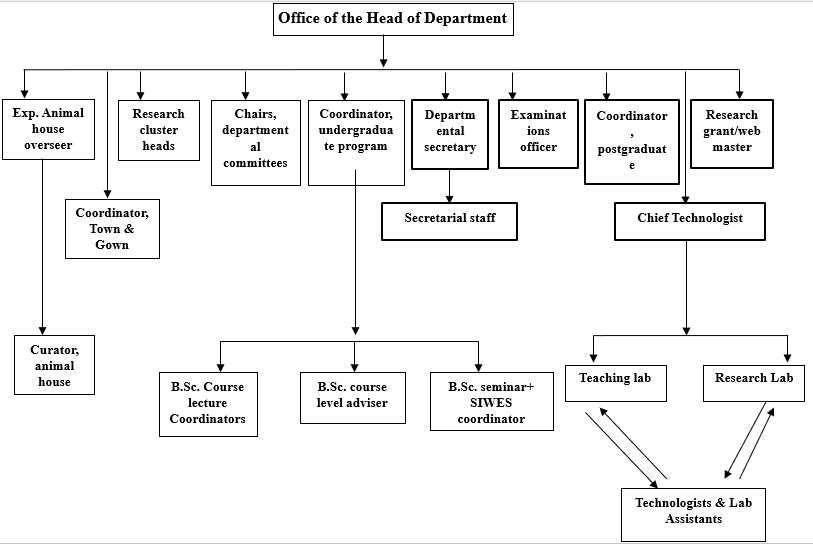 Office of the Head of Department
Exp. Animal
house
overseer
Research
cluster
heads
Chairs,
department
al
committees
Coordinator,
undergradua
te program
Departm
ental
secretary
Examinat
ions
officer
Coordinator
,
postgraduat
e
Research
grant/web
master
Coordinator,
Town &
Gown
Secretarial staff
Chief Technologist
Curator,
animal
house
B.Sc. Course
lecture
Coordinators
B.Sc. course
level adviser
B.Sc. seminar+
SIWES
coordinator
Teaching lab
Research Lab
Technologists & Lab
Assistants